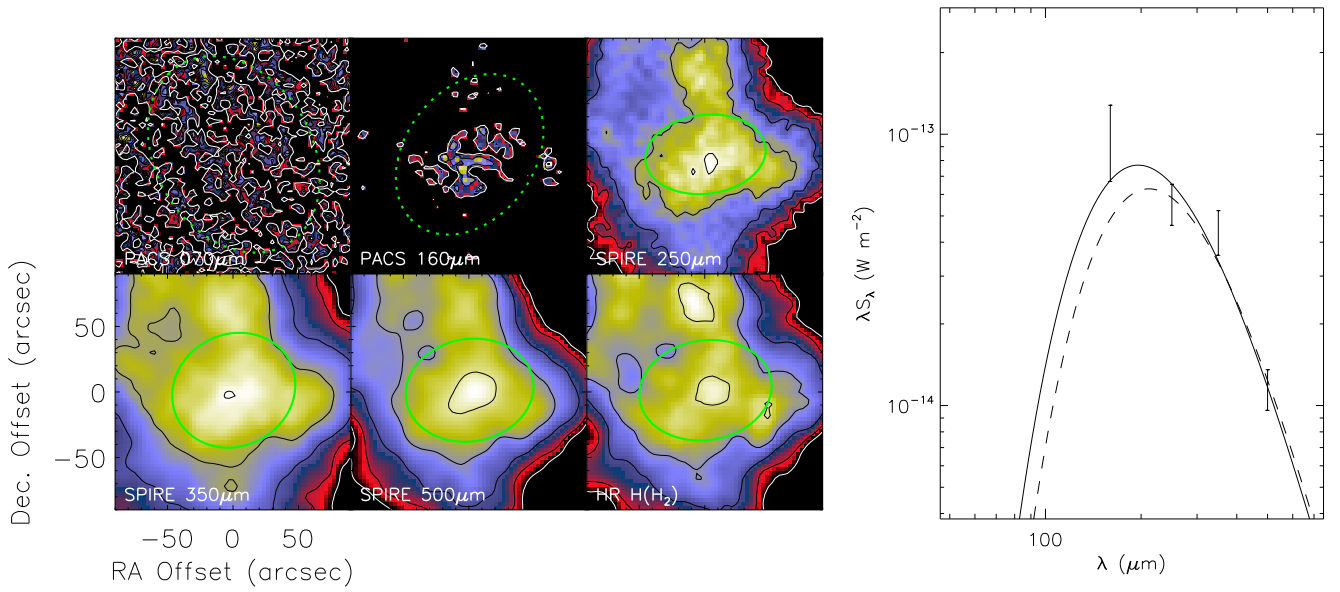 PACS 070μm
PACS 160μm
SPIRE 250μm
SPIRE 350μm
SPIRE 500μm
HR H(H₂)
Dec. Offset (arcsec)
50
0
−50
−50 0 50
RA Offset (arcsec)
λS_λ (W m⁻²)
10⁻¹³
10⁻¹⁴
100
λ (μm)